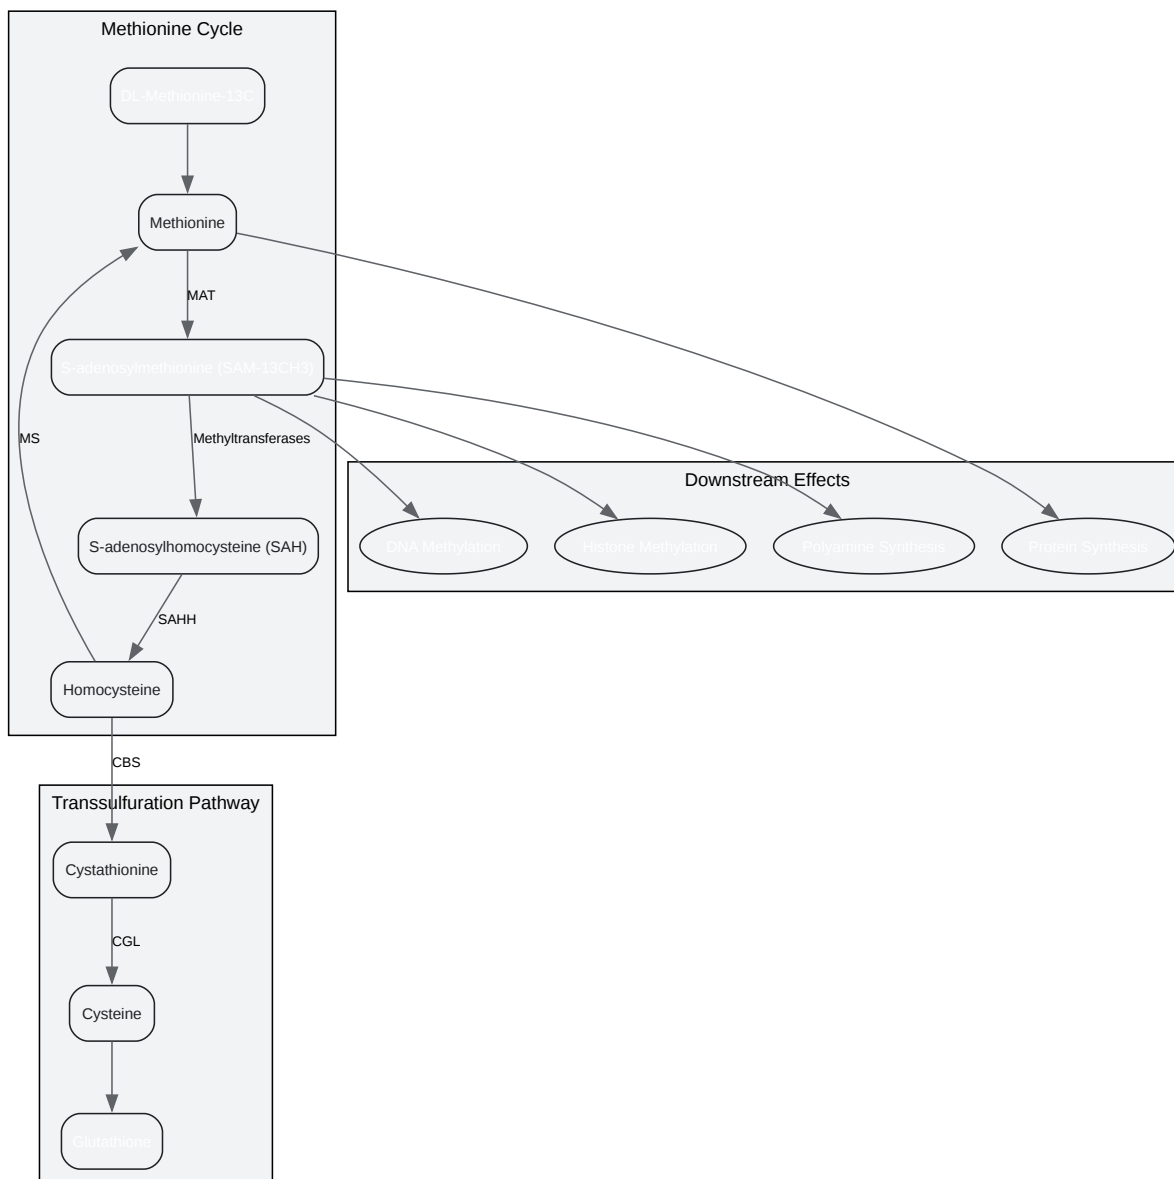 Methionine Cycle
DL-Methionine-13C
Methionine
MAT
S-adenosylmethionine (SAM-13CH3)
MS
Methyltransferases
Downstream Effects
DNA Methylation
Histone Methylation
Polyamine Synthesis
Protein Synthesis
S-adenosylhomocysteine (SAH)
SAHH
Homocysteine
CBS
Transsulfuration Pathway
Cystathionine
CGL
Cysteine
Glutathione